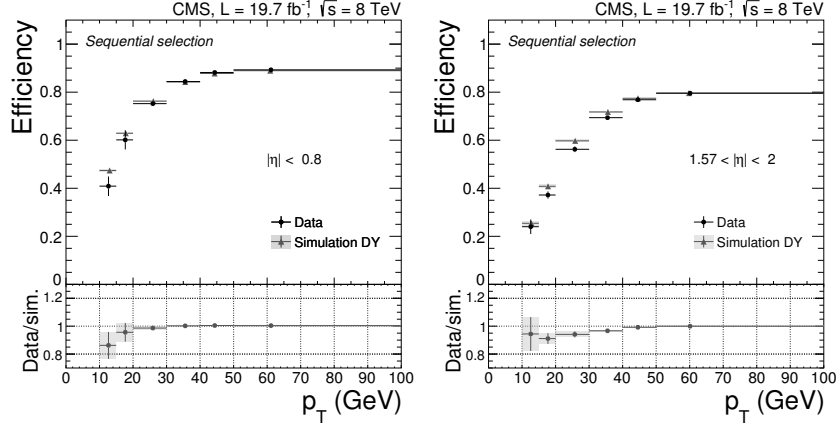 CMS, L = 19.7 fb⁻¹, √s = 8 TeV
Efficiency
Sequential selection
1
0.8
0.6
0.4
0.2
0
|η| < 0.8
Data
Simulation DY
Data/sim.
1.2
1
0.8
0 10 20 30 40 50 60 70 80 90 100
p_T (GeV)
CMS, L = 19.7 fb⁻¹, √s = 8 TeV
Efficiency
Sequential selection
1
0.8
0.6
0.4
0.2
0
1.57 < |η| < 2
Data
Simulation DY
Data/sim.
1.2
1
0.8
0 10 20 30 40 50 60 70 80 90 100
p_T (GeV)